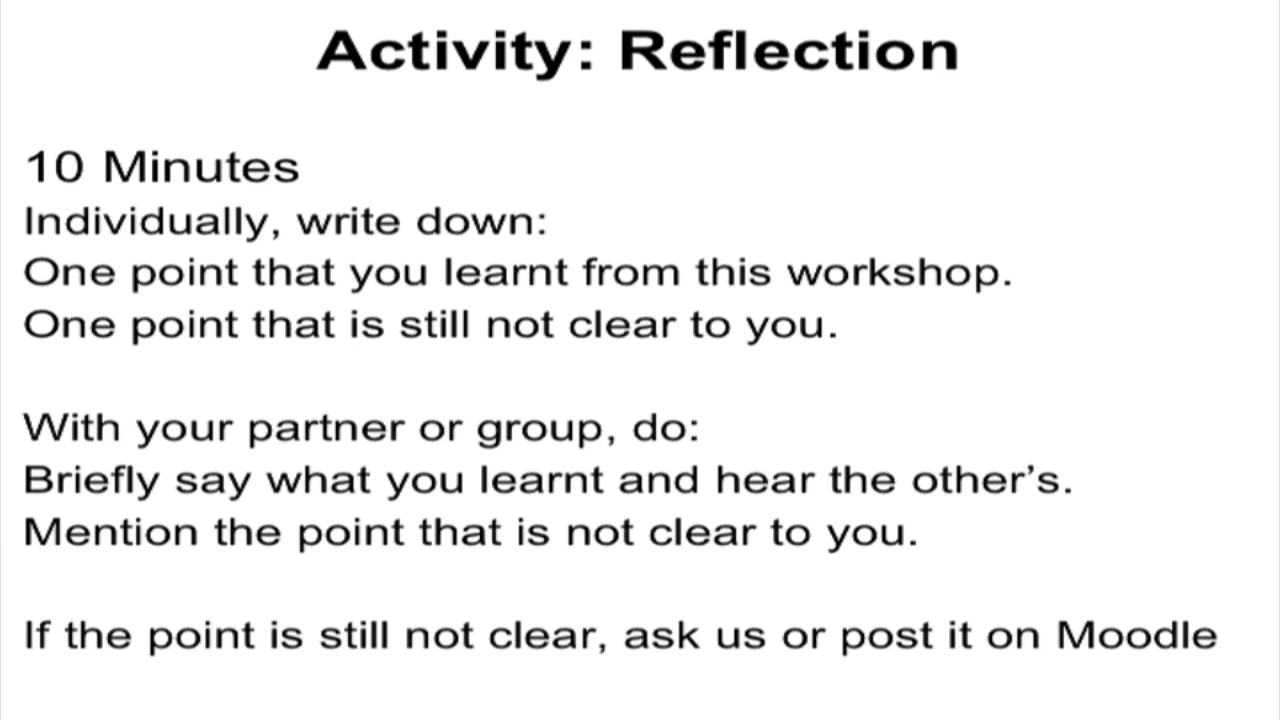 Activity: Reflection
10 Minutes
Individually, write down:
One point that you learnt from this workshop.
One point that is still not clear to you.
With your partner or group, do:
Briefly say what you learnt and hear the other’s.
Mention the point that is not clear to you.
If the point is still not clear, ask us or post it on Moodle